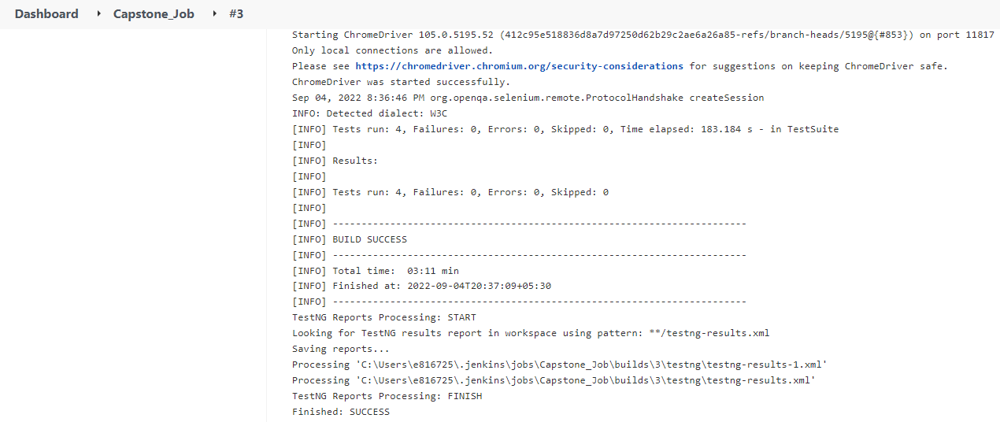 Dashboard Capstone_Job #3
Starting ChromeDriver 105.0.5195.52 (412c95e518836d8a7d97250d62b29c2ae6a26a85-refs/branch-heads/5195@{#853}) on port 11817
Only local connections are allowed.
Please see https://chromedriver.chromium.org/security-considerations for suggestions on keeping ChromeDriver safe.
ChromeDriver was started successfully.
Sep 04, 2022 8:36:46 PM org.openqa.selenium.remote.ProtocolHandshake createSession
INFO: Detected dialect: W3C
[INFO] Tests run: 4, Failures: 0, Errors: 0, Skipped: 0, Time elapsed: 183.184 s - in TestSuite
[INFO]
[INFO] Results:
[INFO]
[INFO] Tests run: 4, Failures: 0, Errors: 0, Skipped: 0
[INFO]
[INFO] ------------------------------------------------------------------------
[INFO] BUILD SUCCESS
[INFO] ------------------------------------------------------------------------
[INFO] Total time:  03:11 min
[INFO] Finished at: 2022-09-04T20:37:09+05:30
[INFO] ------------------------------------------------------------------------
TestNG Reports Processing: START
Looking for TestNG results report in workspace using pattern: **/testng-results.xml
Saving reports...
Processing 'C:\Users\e816725\.jenkins\jobs\Capstone_Job\builds\3\testng\testng-results-1.xml'
Processing 'C:\Users\e816725\.jenkins\jobs\Capstone_Job\builds\3\testng\testng-results.xml'
TestNG Reports Processing: FINISH
Finished: SUCCESS